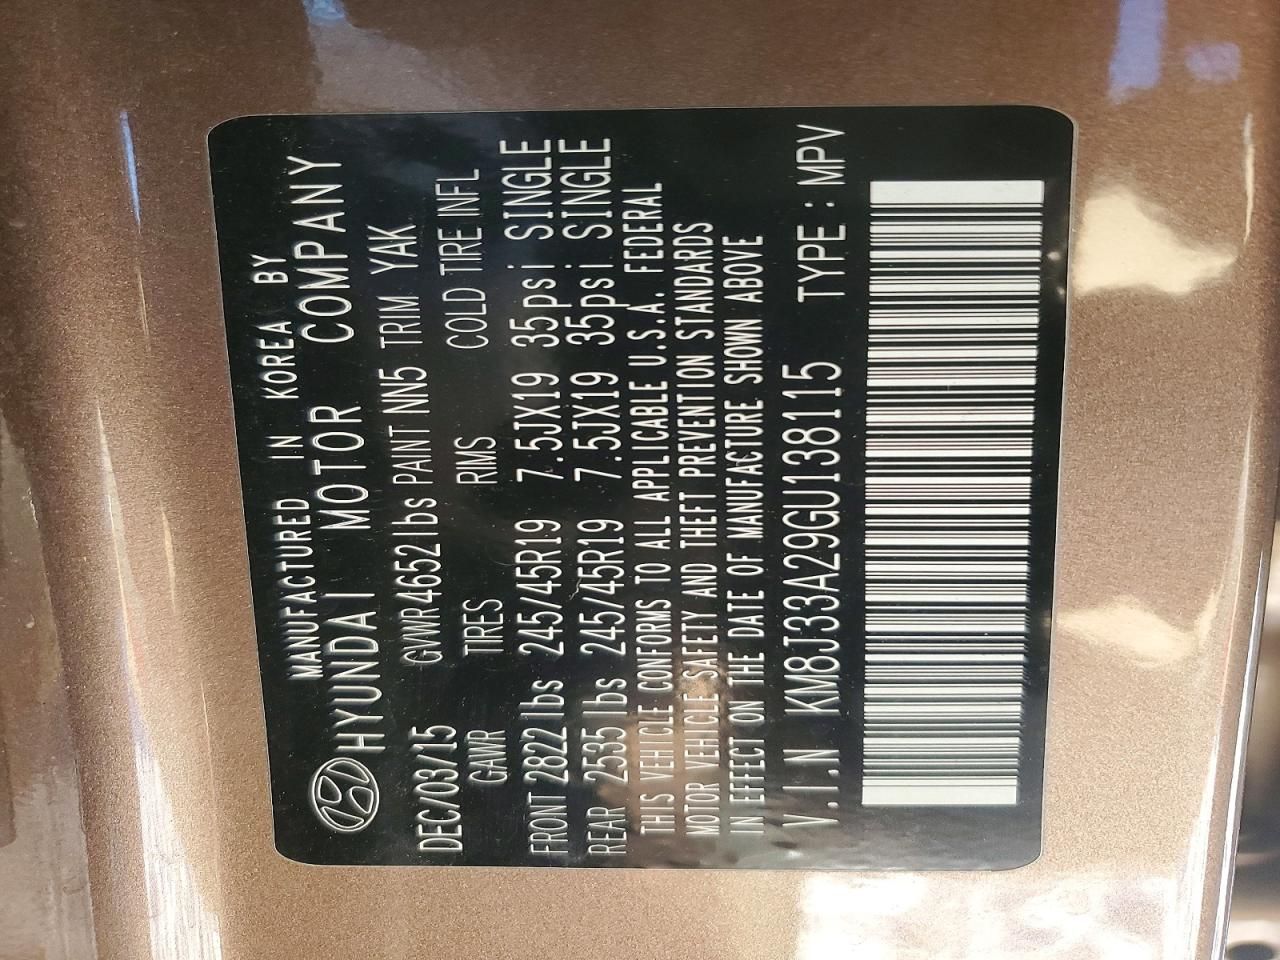 MANUFACTURED IN KOREA BY
HYUNDAI MOTOR COMPANY
DEC/03/15 GVWR 4652 lbs PAINT NN5 TRIM YAK
GAWR TIRES RIMS COLD TIRE INFL
FRONT 2822 lbs 245/45R19 7.5JX19 35psi SINGLE
REAR 2535 lbs 245/45R19 7.5JX19 35psi SINGLE
THIS VEHICLE CONFORMS TO ALL APPLICABLE U.S.A. FEDERAL
MOTOR VEHICLE SAFETY AND THEFT PREVENTION STANDARDS
IN EFFECT ON THE DATE OF MANUFACTURE SHOWN ABOVE
V.I.N KM8J33A29GU138115 TYPE : MPV